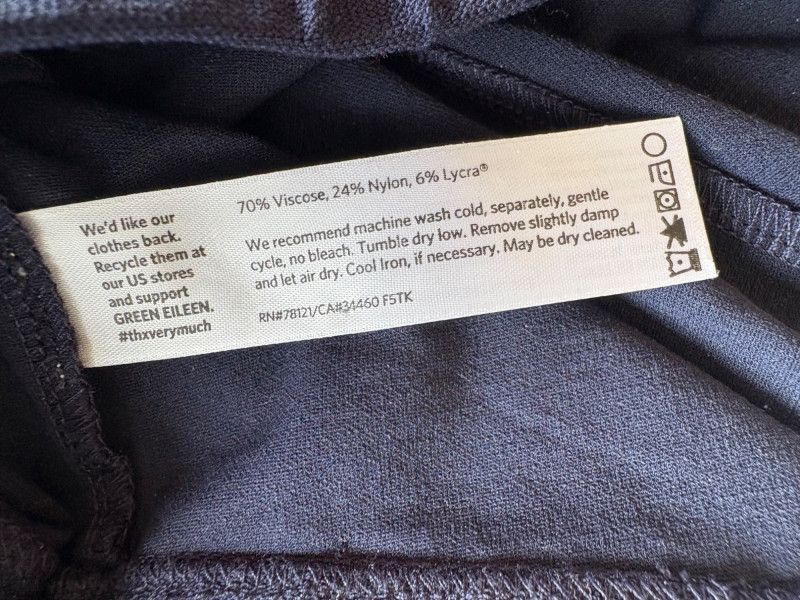 We'd like our
clothes back.
Recycle them at
our US stores
and support
GREEN EILEEN.
#thxverymuch
70% Viscose, 24% Nylon, 6% Lycra®
We recommend machine wash cold, separately, gentle
cycle, no bleach. Tumble dry low. Remove slightly damp
and let air dry. Cool Iron, if necessary. May be dry cleaned.
RN#78121/CA#34460 F5TK